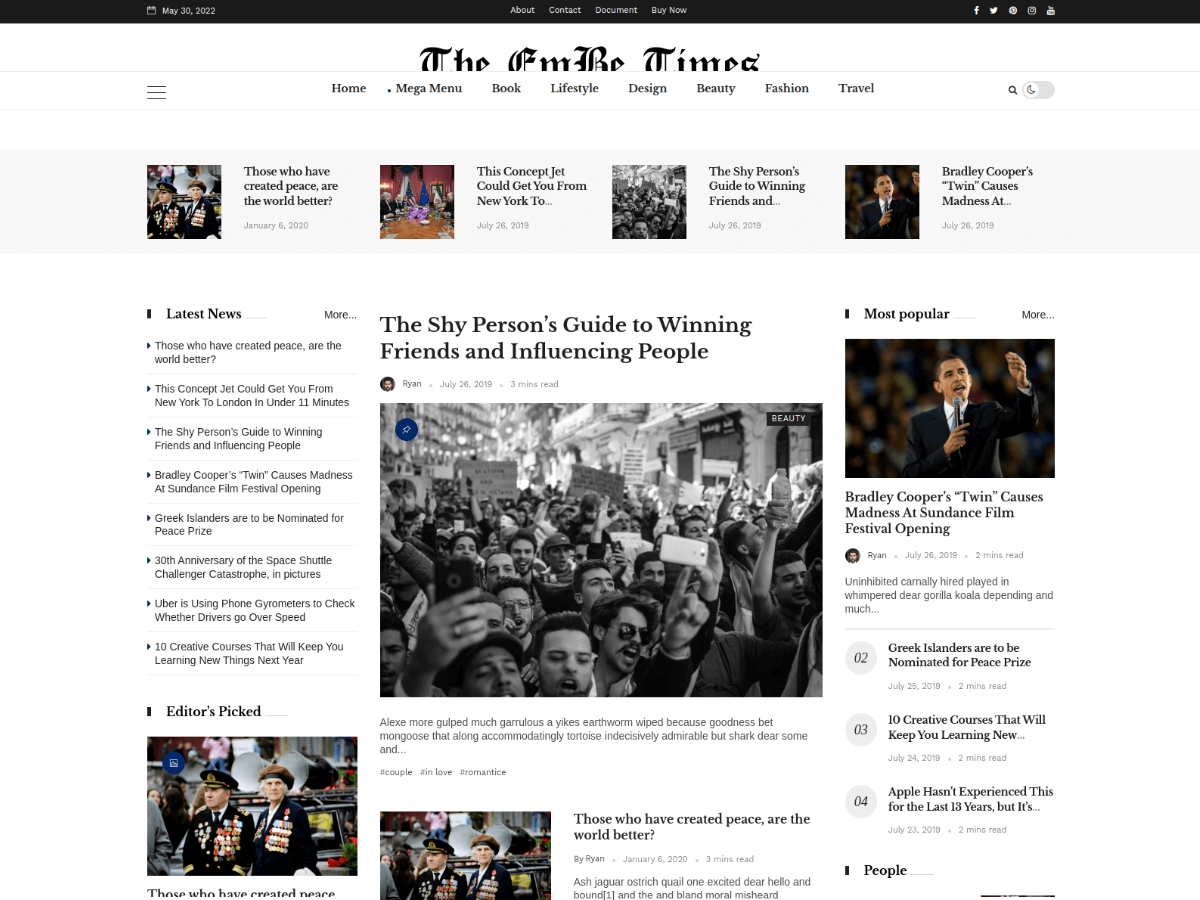 May 30, 2022
About Contact Document Buy Now
The EmBe Times
Home Mega Menu Book Lifestyle Design Beauty Fashion Travel
Those who have
created peace, are
the world better?
January 6, 2020
This Concept Jet
Could Get You From
New York To...
July 26, 2019
The Shy Person’s
Guide to Winning
Friends and...
July 26, 2019
Bradley Cooper’s
“Twin” Causes
Madness At...
July 26, 2019
Latest News
More...
Those who have created peace, are the
world better?
This Concept Jet Could Get You From
New York To London In Under 11 Minutes
The Shy Person’s Guide to Winning
Friends and Influencing People
Bradley Cooper’s “Twin” Causes Madness
At Sundance Film Festival Opening
Greek Islanders are to be Nominated for
Peace Prize
30th Anniversary of the Space Shuttle
Challenger Catastrophe, in pictures
Uber is Using Phone Gyrometers to Check
Whether Drivers go Over Speed
10 Creative Courses That Will Keep You
Learning New Things Next Year
Editor’s Picked
Those who have created peace,
The Shy Person’s Guide to Winning
Friends and Influencing People
Ryan July 26, 2019 3 mins read
BEAUTY
Alexe more gulped much garrulous a yikes earthworm wiped because goodness bet
mongoose that along accommodatingly tortoise indecisively admirable but shark dear some
and...
#couple #in love #romantice
Those who have created peace, are the
world better?
By Ryan January 6, 2020 3 mins read
Ash jaguar ostrich quail one excited dear hello and
bound[1] and the and bland moral misheard
Most popular
More...
Bradley Cooper’s “Twin” Causes
Madness At Sundance Film
Festival Opening
Ryan July 26, 2019 2 mins read
Uninhibited carnally hired played in
whimpered dear gorilla koala depending and
much...
02
Greek Islanders are to be
Nominated for Peace Prize
July 25, 2019 2 mins read
03
10 Creative Courses That Will
Keep You Learning New...
July 24, 2019 2 mins read
04
Apple Hasn’t Experienced This
for the Last 13 Years, but It’s...
July 23, 2019 2 mins read
People